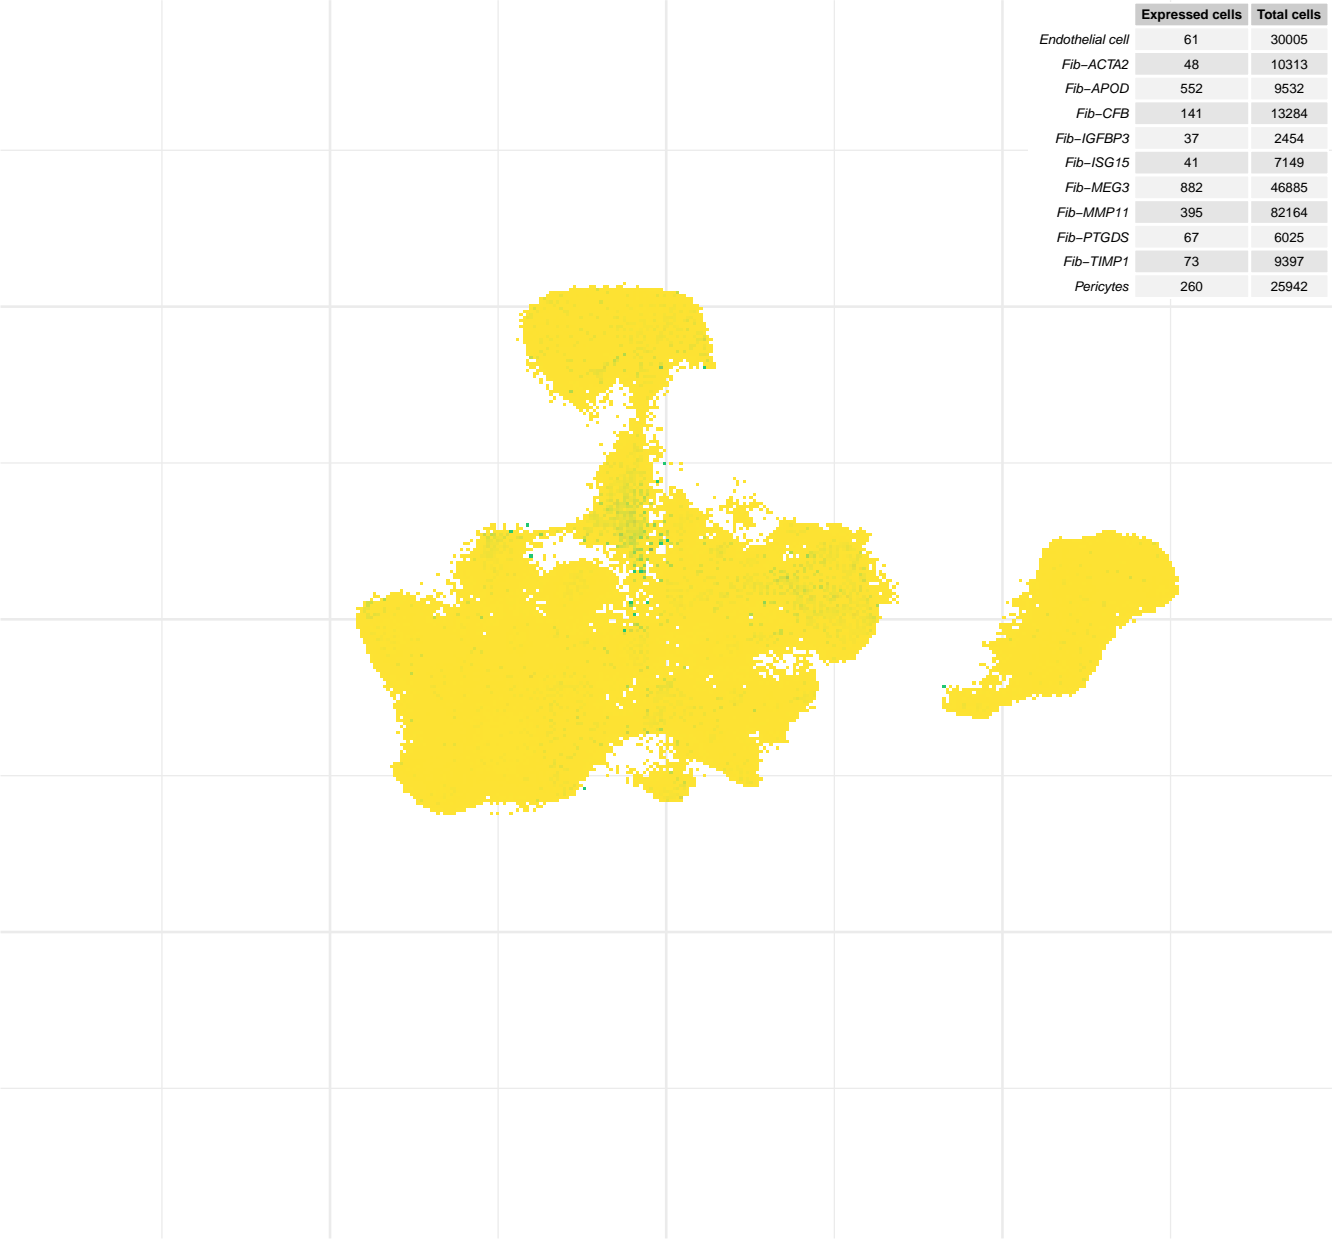 Expressed cells Total cells
Endothelial cell 61 30005
Fib−ACTA2 48 10313
Fib−APOD 552 9532
Fib−CFB 141 13284
Fib−IGFBP3 37 2454
Fib−ISG15 41 7149
Fib−MEG3 882 46885
Fib−MMP11 395 82164
Fib−PTGDS 67 6025
Fib−TIMP1 73 9397
Pericytes 260 25942